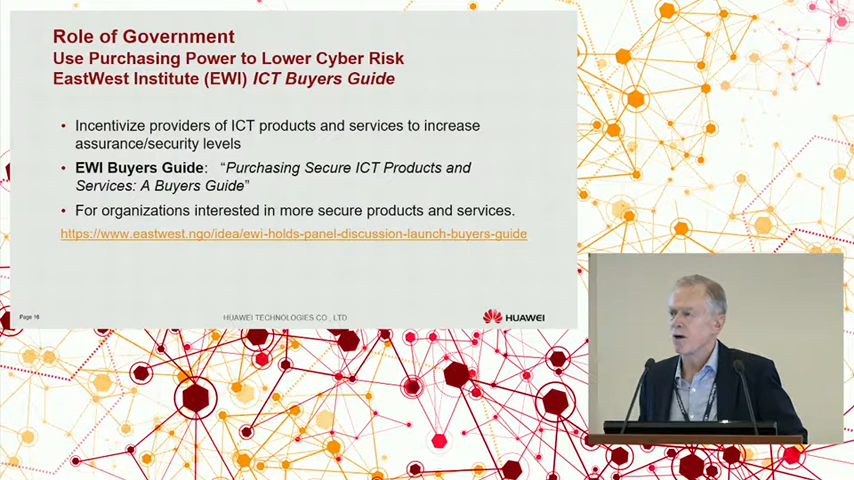 Role of Government
Use Purchasing Power to Lower Cyber Risk
EastWest Institute (EWI) ICT Buyers Guide
• Incentivize providers of ICT products and services to increase
assurance/security levels
• EWI Buyers Guide: “Purchasing Secure ICT Products and
Services: A Buyers Guide”
• For organizations interested in more secure products and services.
https://www.eastwest.ngo/idea/ewi-holds-panel-discussion-launch-buyers-guide
Page 16
HUAWEI TECHNOLOGIES CO., LTD
HUAWEI